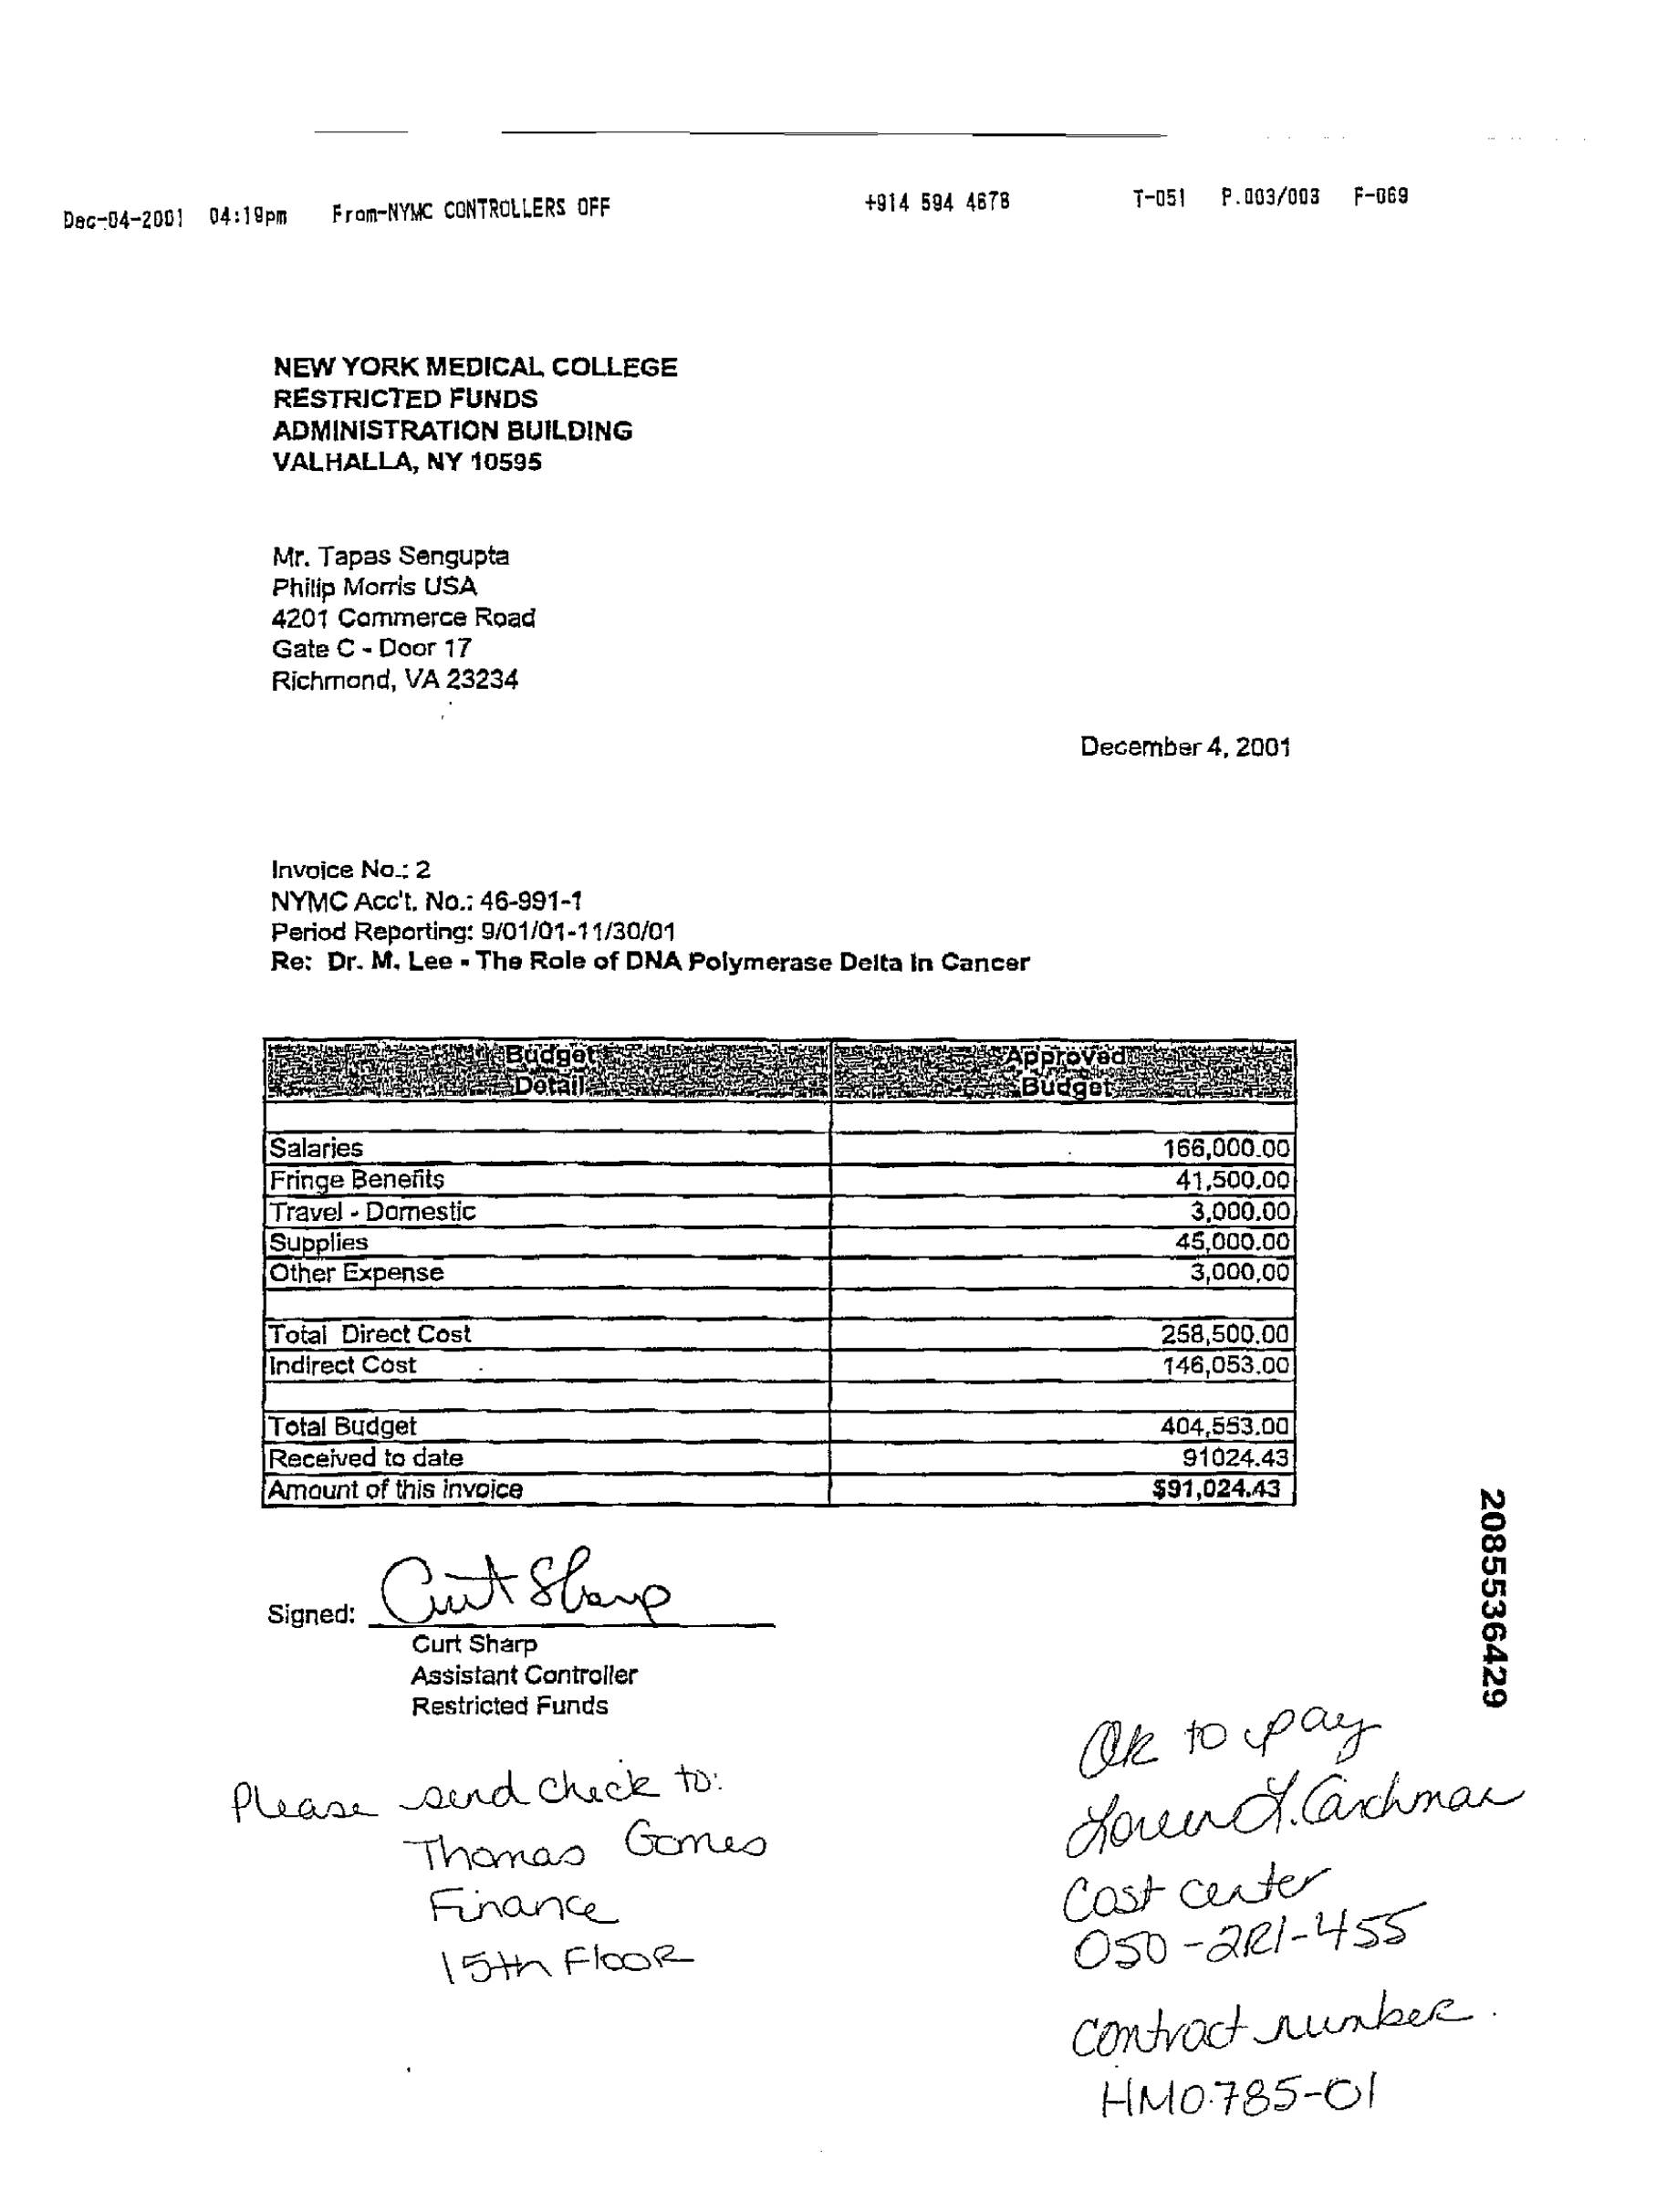 Dec-04-2001 04:19pm From-NYMC CONTROLLERS OFF +914 594 4678 T-051 P.003/003 F-069
NEW YORK MEDICAL COLLEGE
RESTRICTED FUNDS
ADMINISTRATION BUILDING
VALHALLA, NY 10595
Mr. Tapas Sengupta
Philip Morris USA
4201 Commerce Road
Gate C - Door 17
Richmond, VA 23234
December 4, 2001
Invoice No.: 2
NYMC Acc't. No.: 46-991-1
Period Reporting: 9/01/01-11/30/01
Re: Dr. M. Lee - The Role of DNA Polymerase Delta In Cancer
Budget Detail Approved Budget
Salaries 166,000.00
Fringe Benefits 41,500.00
Travel - Domestic 3,000.00
Supplies 45,000.00
Other Expense 3,000.00
Total Direct Cost 258,500.00
Indirect Cost 146,053.00
Total Budget 404,553.00
Received to date 91024.43
Amount of this invoice $91,024.43
Signed: Curt Sharp
Curt Sharp
Assistant Controller
Restricted Funds
2085536429
Please send check to:
Thomas Gomes
Finance
15th Floor
Ok to pay
Cost center
050-2R1-455
contract number
HM0785-01